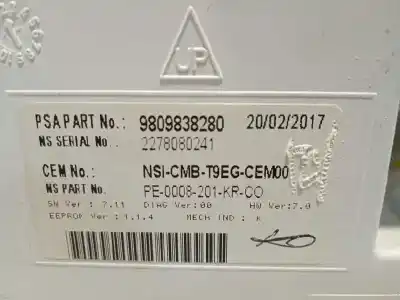 UP
PSA PART No.: 9809838280 20/02/2017
NS SERIAL No.: 2278080241
CEM No.: NSI-CMB-T9EG-CEM00
NS PART No.: PE-0008-201-KR-CO
SW Ver : 7.11 DIAG Ver:00 HW Ver:7.0
EEPROM Ver : 1.1.4 MECH IND : K